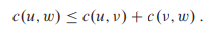 c(u, w) ≤ c(u, v) + c(v, w) .